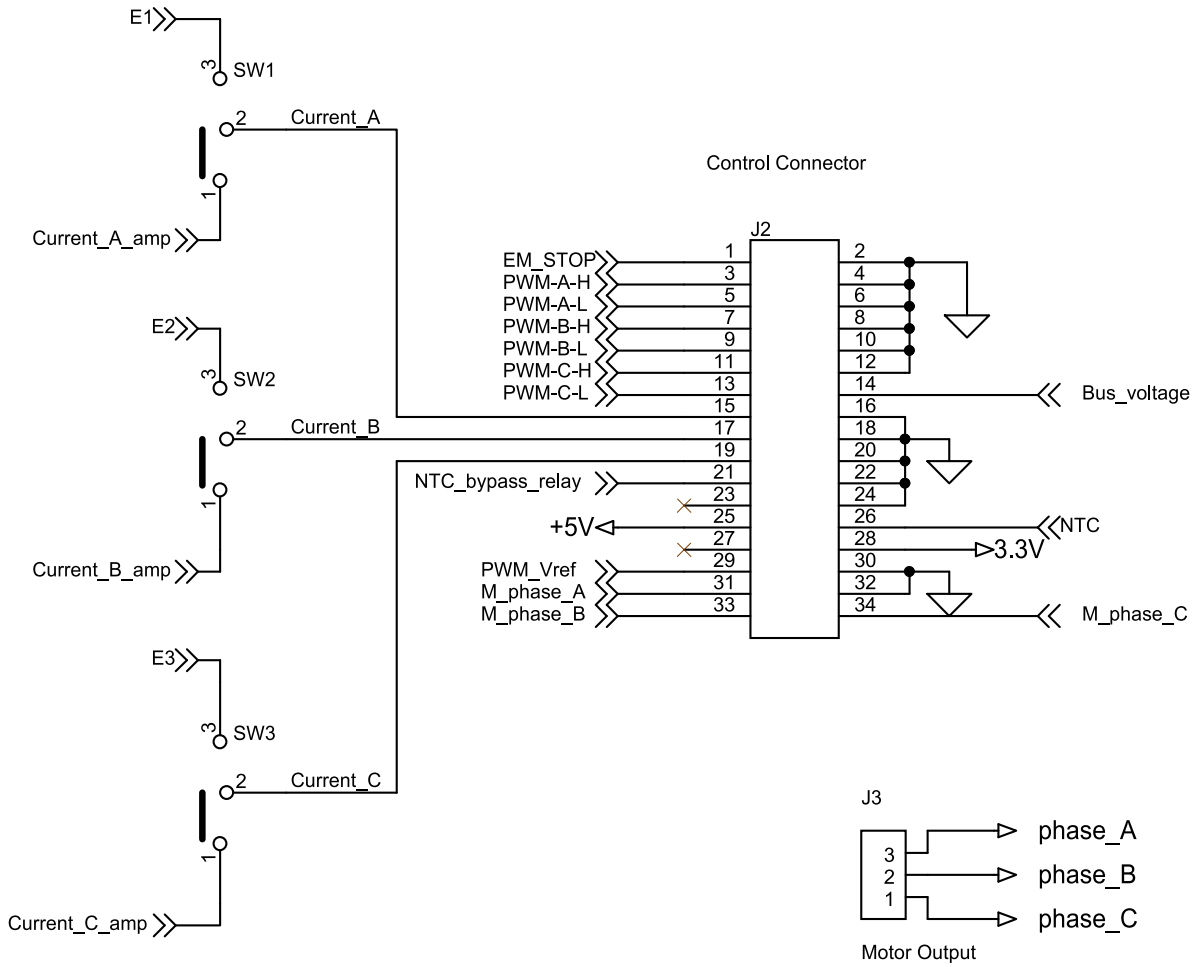 E1
3
SW1
2
Current_A
1
Current_A_amp
E2
3
SW2
2
Current_B
1
Current_B_amp
E3
3
SW3
2
Current_C
1
Current_C_amp
Control Connector
J2
EM_STOP 1 2
PWM-A-H 3 4
PWM-A-L 5 6
PWM-B-H 7 8
PWM-B-L 9 10
PWM-C-H 11 12
PWM-C-L 13 14 Bus_voltage
15 16
17 18
19 20
NTC_bypass_relay 21 22
23 24
+5V 25 26 NTC
27 28 3.3V
PWM_Vref 29 30
M_phase_A 31 32
M_phase_B 33 34 M_phase_C
J3
3 phase_A
2 phase_B
1 phase_C
Motor Output